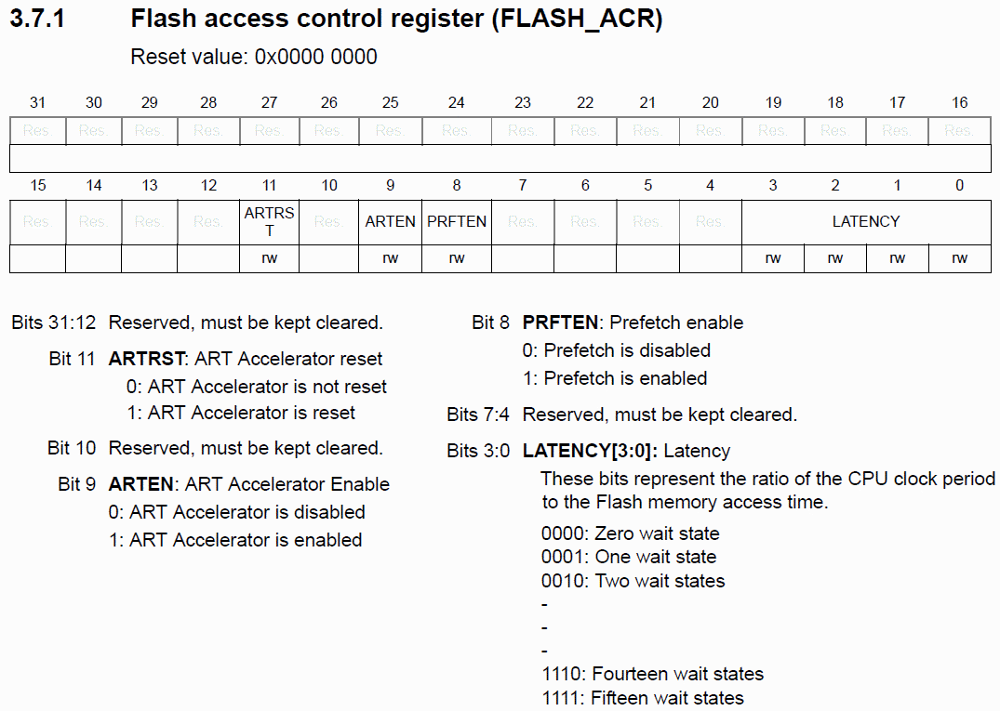 3.7.1 Flash access control register (FLASH_ACR)
Reset value: 0x0000 0000
31 30 29 28 27 26 25 24 23 22 21 20 19 18 17 16
Res. Res. Res. Res. Res. Res. Res. Res. Res. Res. Res. Res. Res. Res. Res. Res.
15 14 13 12 11 10 9 8 7 6 5 4 3 2 1 0
Res. Res. Res. Res. ARTRS
T Res. ARTEN PRFTEN Res. Res. Res. Res LATENCY
rw rw rw rw rw rw rw
Bits 31:12 Reserved, must be kept cleared.
Bit 11 ARTRST: ART Accelerator reset
0: ART Accelerator is not reset
1: ART Accelerator is reset
Bit 10 Reserved, must be kept cleared.
Bit 9 ARTEN: ART Accelerator Enable
0: ART Accelerator is disabled
1: ART Accelerator is enabled
Bit 8 PRFTEN: Prefetch enable
0: Prefetch is disabled
1: Prefetch is enabled
Bits 7:4 Reserved, must be kept cleared.
Bits 3:0 LATENCY[3:0]: Latency
These bits represent the ratio of the CPU clock period
to the Flash memory access time.
0000: Zero wait state
0001: One wait state
0010: Two wait states
-
-
-
1110: Fourteen wait states
1111: Fifteen wait states